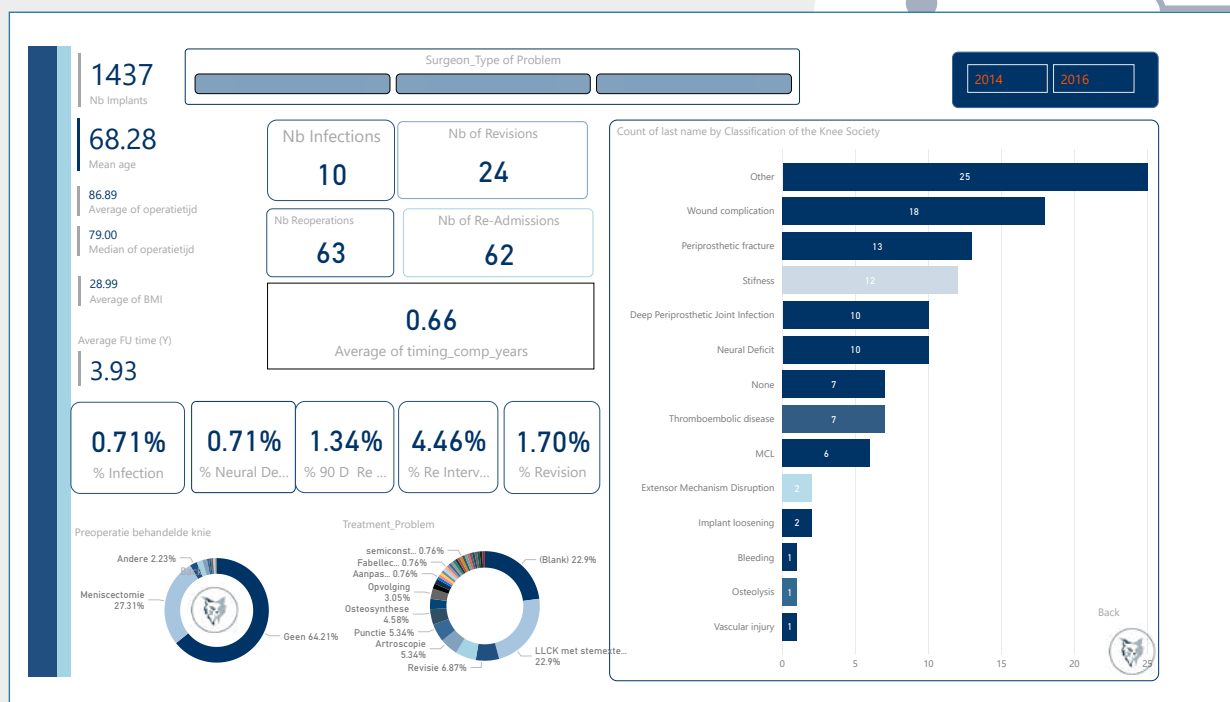 1437
Nb Implants
68.28
Mean age
86.89
Average of operatietijd
79.00
Median of operatietijd
28.99
Average of BMI
Average FU time (Y)
3.93
Surgeon_Type of Problem
2014
2016
Nb Infections
10
Nb of Revisions
24
Nb Reoperations
63
Nb of Re-Admissions
62
0.66
Average of timing_comp_years
0.71%
% Infection
0.71%
% Neural De...
1.34%
% 90 D Re ...
4.46%
% Re Interv...
1.70%
% Revision
Preoperatie behandelde knie
Andere 2.23%
Meniscectomie
27.31%
Geen 64.21%
Treatment_Problem
semiconst... 0.76%
Fabellec... 0.76%
Aanpas... 0.76%
Opvolging
3.05%
Osteosynthese
4.58%
Punctie 5.34%
Artroscopie
5.34%
Revisie 6.87%
(Blank) 22.9%
LLCK met stemexte...
22.9%
Count of last name by Classification of the Knee Society
Other 25
Wound complication 18
Periprosthetic fracture 13
Stifness 12
Deep Periprosthetic Joint Infection 10
Neural Deficit 10
None 7
Thromboembolic disease 7
MCL 6
Extensor Mechanism Disruption 2
Implant loosening 2
Bleeding 1
Osteolysis 1
Vascular injury 1
0 5 10 15 20 25
Back